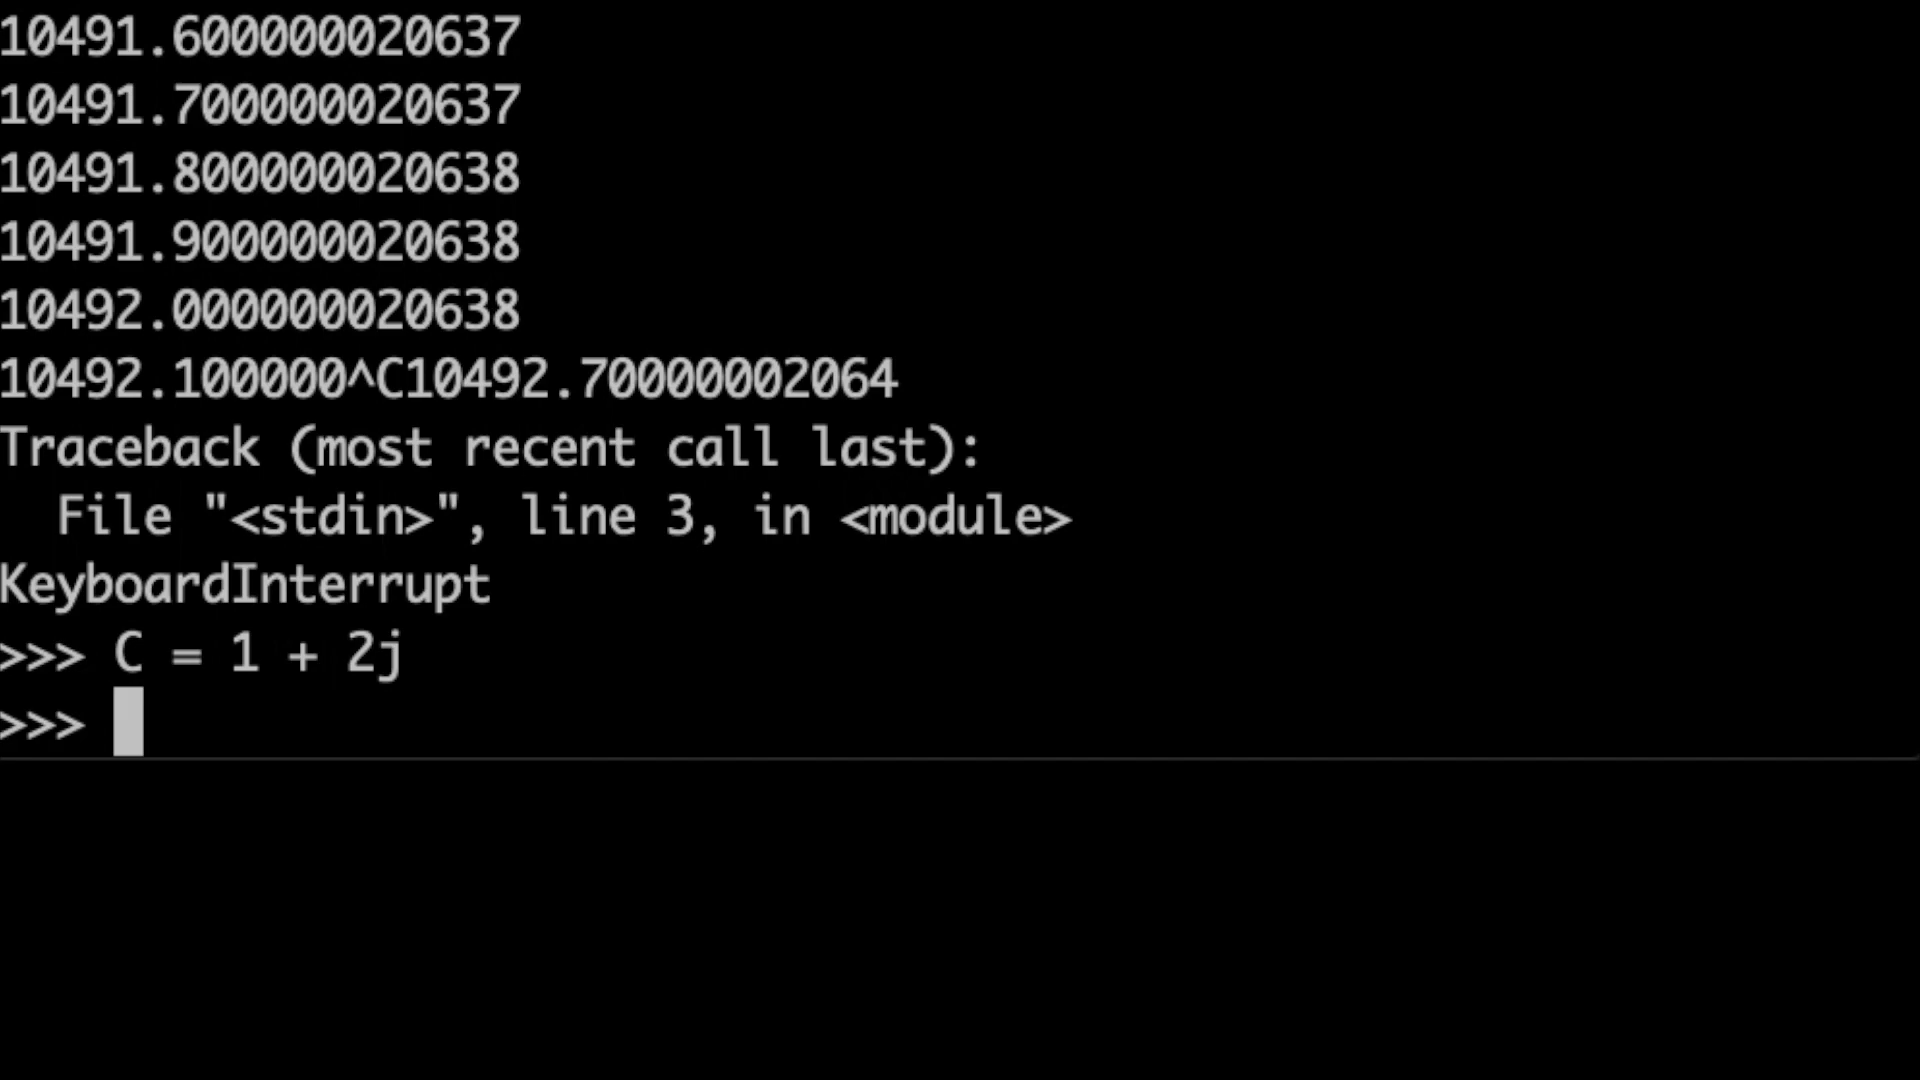 10491.600000020637
10491.700000020637
10491.800000020638
10491.900000020638
10492.000000020638
10492.100000^C10492.70000002064
Traceback (most recent call last):
  File "<stdin>", line 3, in <module>
KeyboardInterrupt
>>> C = 1 + 2j
>>>